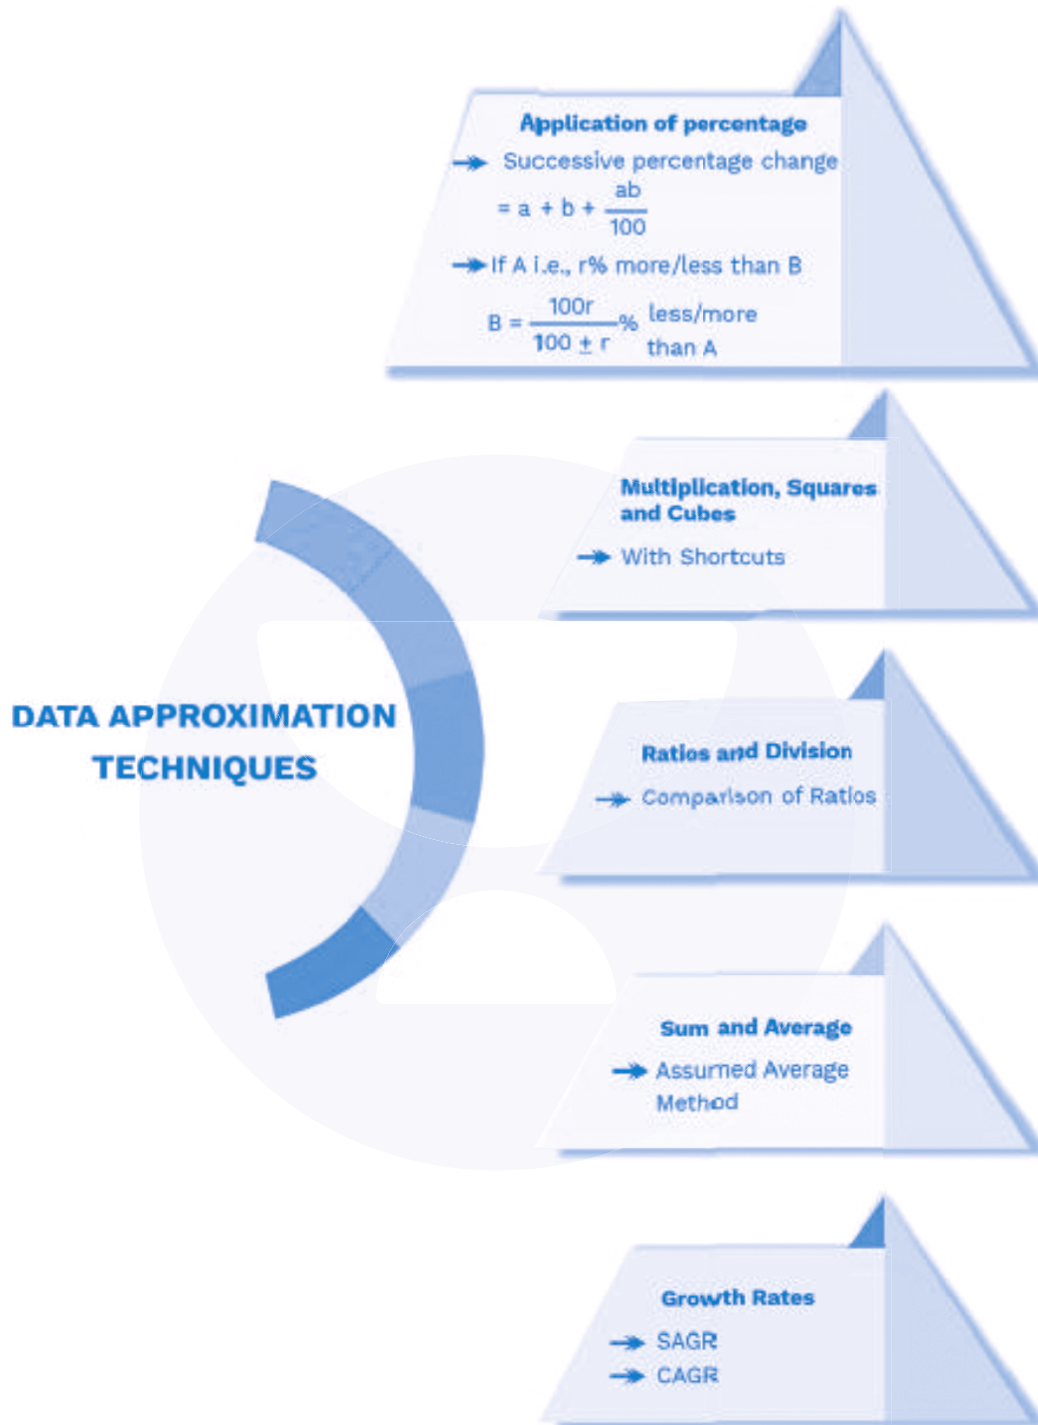 Application of percentage
Successive percentage change
= a + b + ab/100
If A i.e., r% more/less than B
B = 100r/100 ± r % less/more
than A
Multiplication, Squares
and Cubes
With Shortcuts
DATA APPROXIMATION
TECHNIQUES
Ratios and Division
Comparison of Ratios
Sum and Average
Assumed Average
Method
Growth Rates
SAGR
CAGR